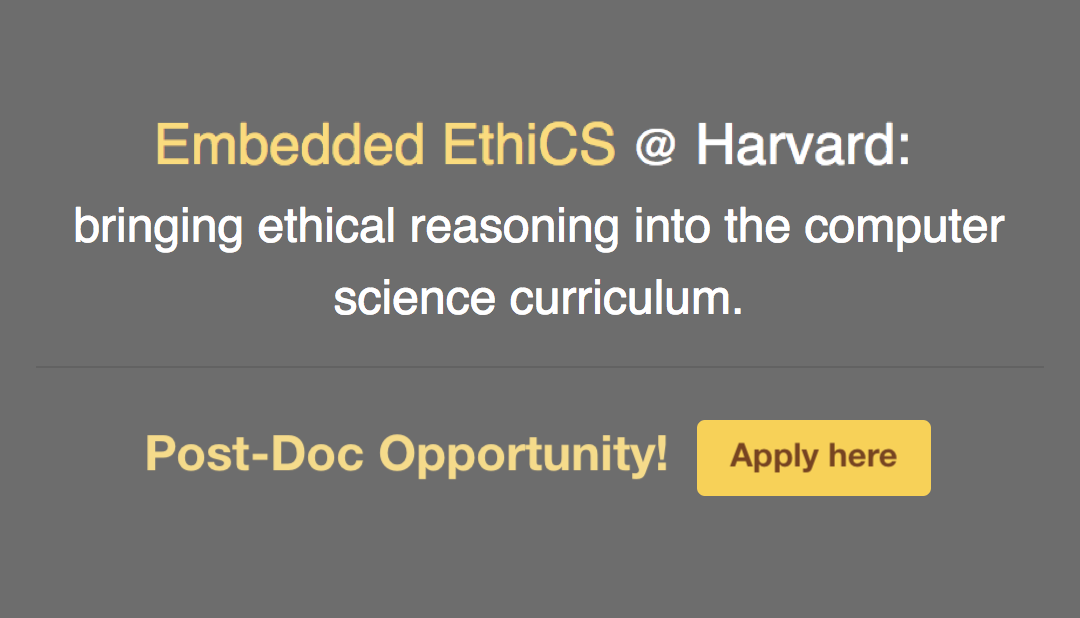 Embedded EthiCS @ Harvard:
bringing ethical reasoning into the computer
science curriculum.
Post-Doc Opportunity! Apply here